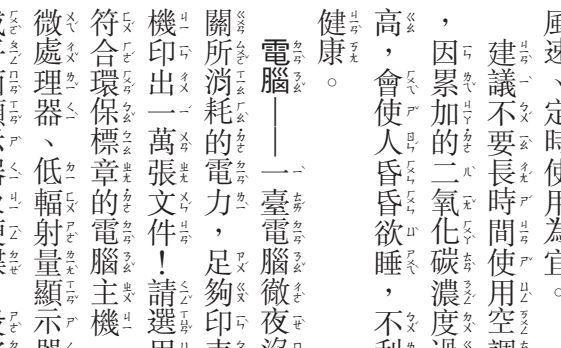 風速、定時使用為宜。
建議不要長時間使用空調
，因累加的二氧化碳濃度過
高，會使人昏昏欲睡，不利
健康。
電腦——一臺電腦徹夜沒
關所消耗的電力，足夠印表
機印出一萬張文件！請選用
符合環保標章的電腦主機
微處理器、低輻射量顯示器